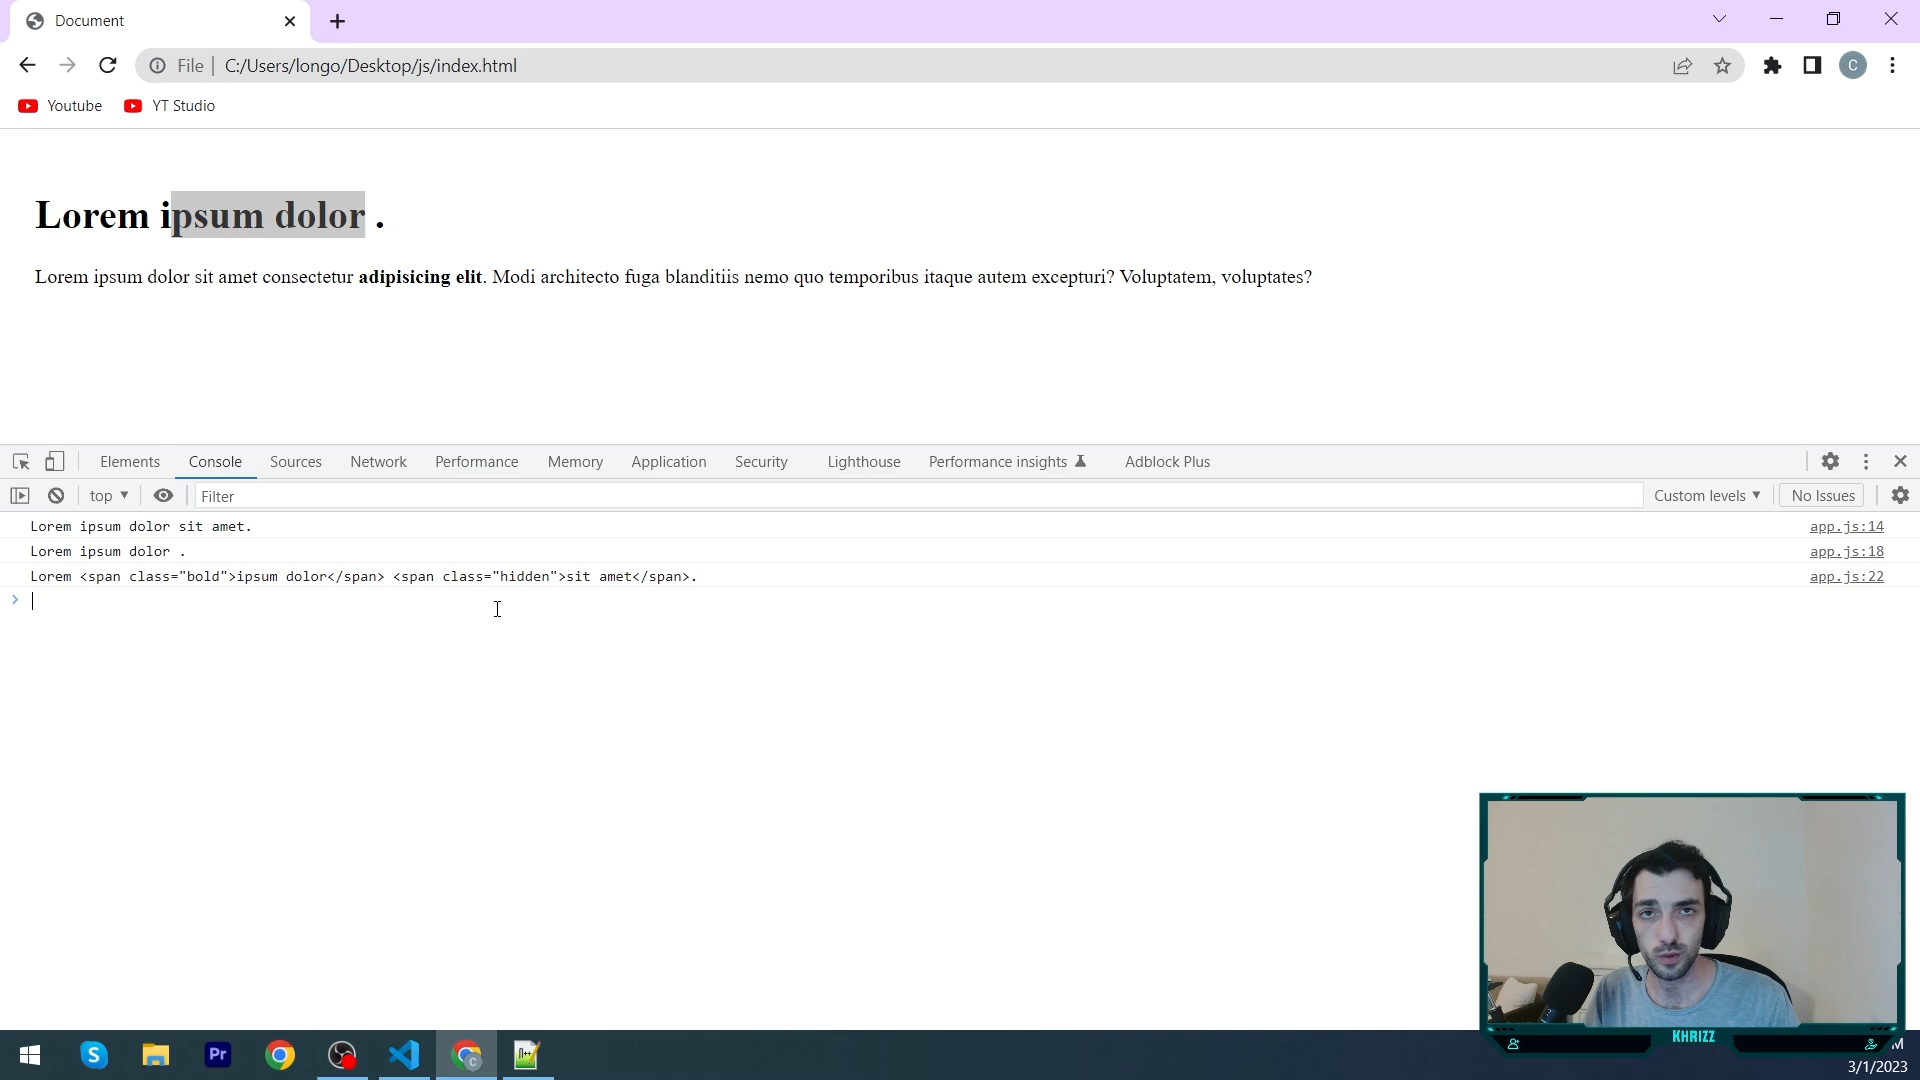 Document
File | C:/Users/longo/Desktop/js/index.html
C
Youtube YT Studio
Lorem ipsum dolor .
Lorem ipsum dolor sit amet consectetur adipisicing elit. Modi architecto fuga blanditiis nemo quo temporibus itaque autem excepturi? Voluptatem, voluptates?
Elements Console Sources Network Performance Memory Application Security Lighthouse Performance insights Adblock Plus
top Filter Custom levels No Issues
Lorem ipsum dolor sit amet. app.js:14
Lorem ipsum dolor . app.js:18
Lorem <span class="bold">ipsum dolor</span> <span class="hidden">sit amet</span>. app.js:22
KHRIZZ
S Pr C M
3/1/2023